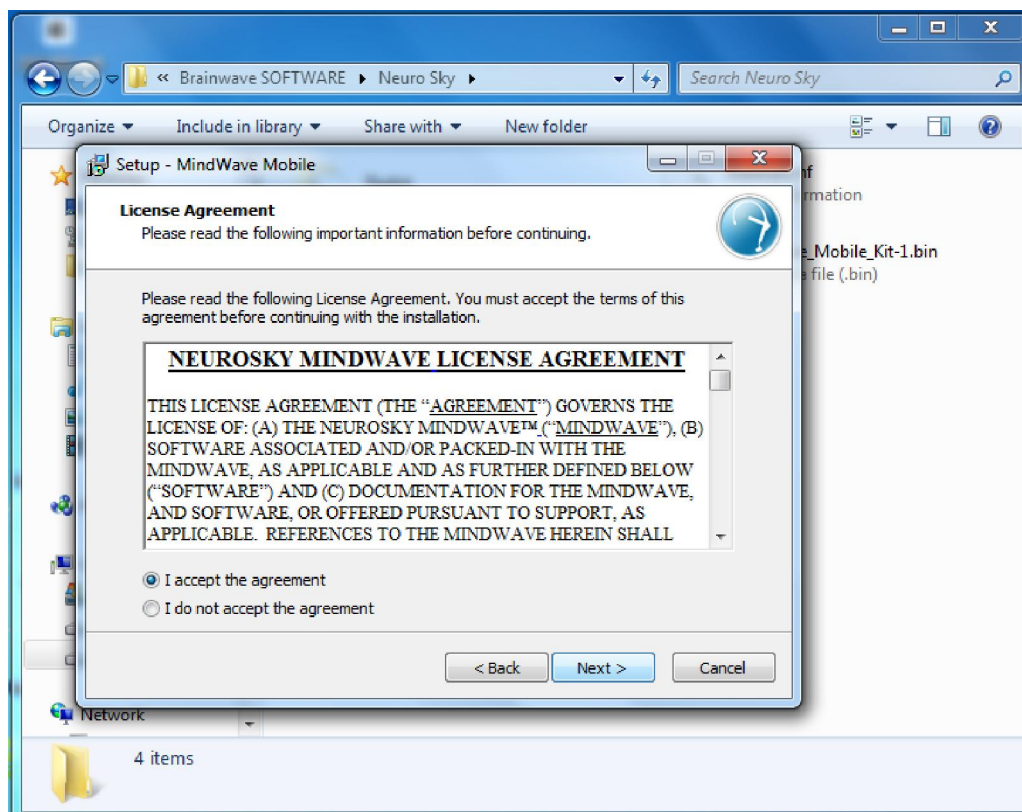 « Brainwave SOFTWARE Neuro Sky
Search Neuro Sky
Organize Include in library Share with New folder
Setup - MindWave Mobile
License Agreement
Please read the following important information before continuing.
Please read the following License Agreement. You must accept the terms of this
agreement before continuing with the installation.
NEUROSKY MINDWAVE LICENSE AGREEMENT
THIS LICENSE AGREEMENT (THE “AGREEMENT”) GOVERNS THE
LICENSE OF: (A) THE NEUROSKY MINDWAVE™ (“MINDWAVE”), (B)
SOFTWARE ASSOCIATED AND/OR PACKED-IN WITH THE
MINDWAVE, AS APPLICABLE AND AS FURTHER DEFINED BELOW
(“SOFTWARE”) AND (C) DOCUMENTATION FOR THE MINDWAVE,
AND SOFTWARE, OR OFFERED PURSUANT TO SUPPORT, AS
APPLICABLE. REFERENCES TO THE MINDWAVE HEREIN SHALL
I accept the agreement
I do not accept the agreement
< Back Next > Cancel
nf
rmation
e_Mobile_Kit-1.bin
file (.bin)
Network
4 items